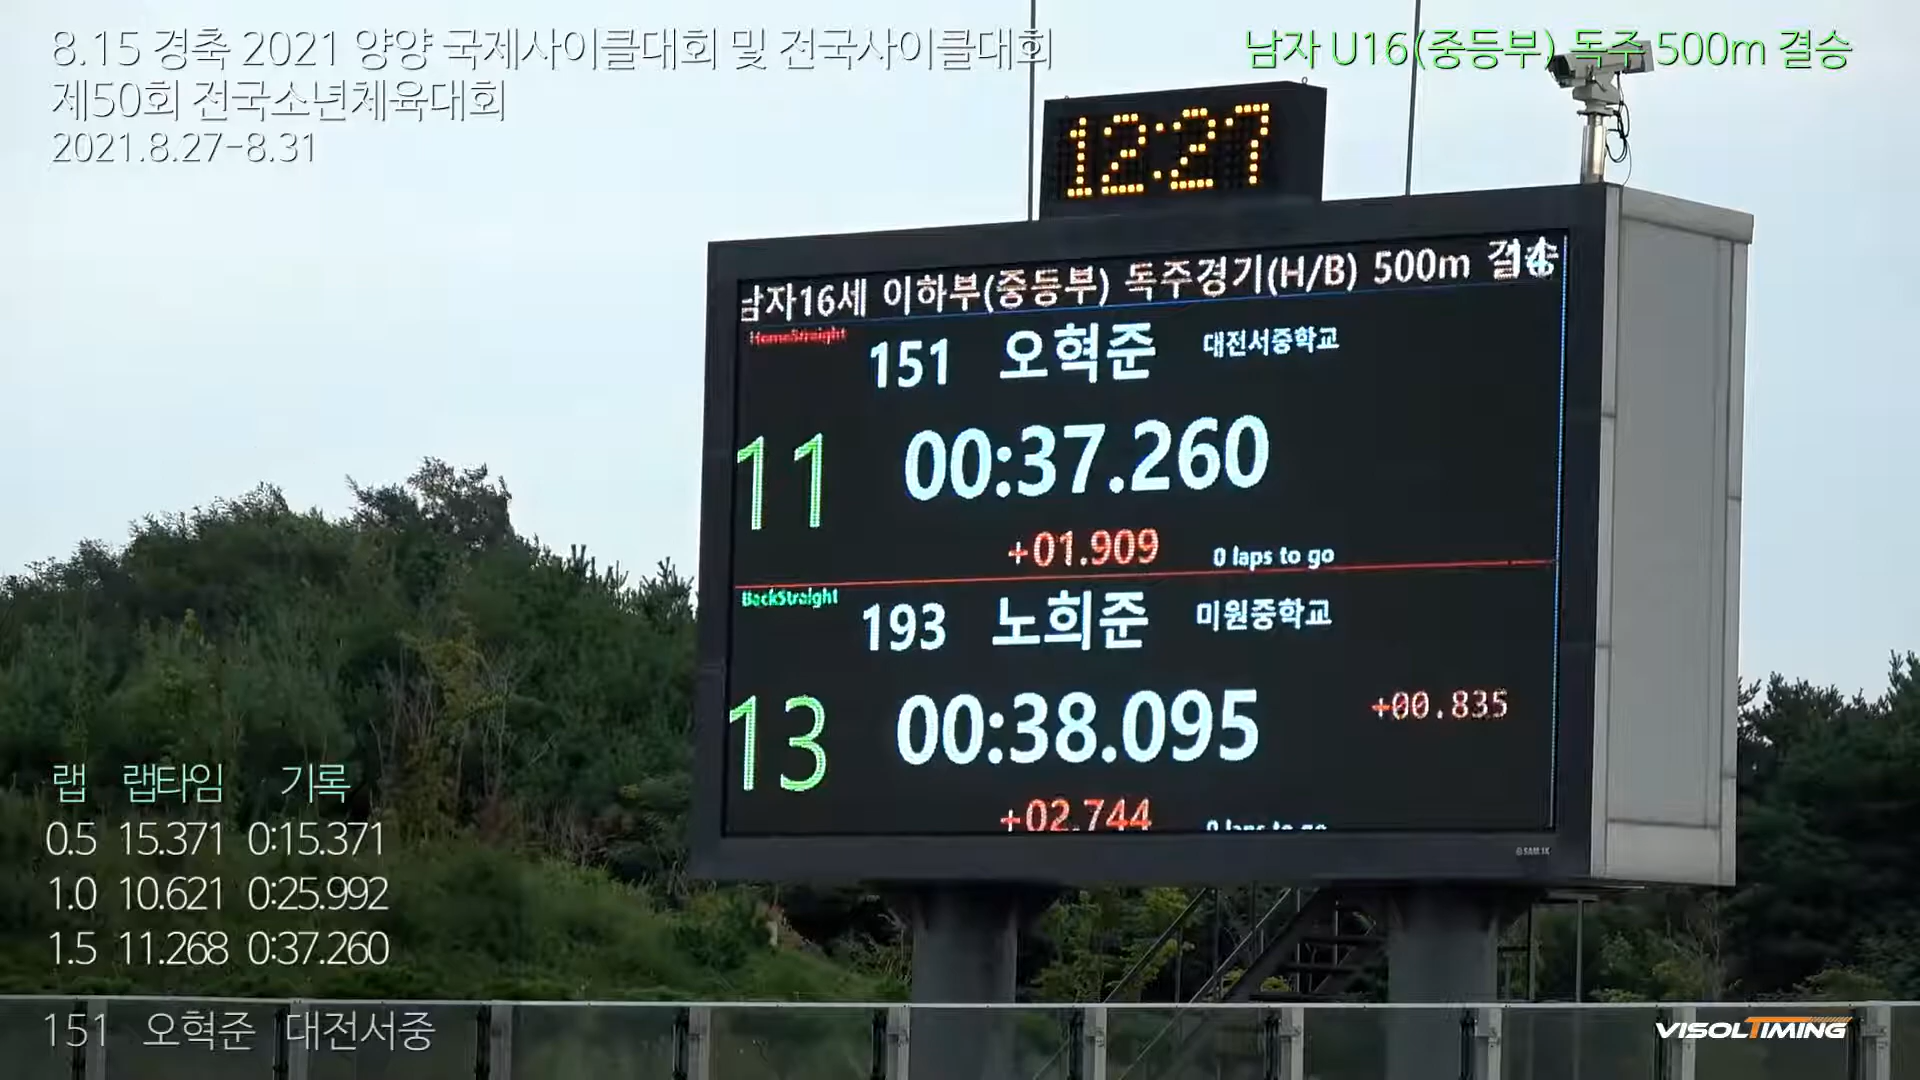 8.15 경축 2021 양양 국제사이클대회 및 전국사이클대회
제50회 전국소년체육대회
2021.8.27-8.31
남자 U16(중등부) 독주 500m 결승
12:27
남자16세 이하부(중등부) 독주경기(H/B) 500m 결승
HomeStraight
151 오혁준 대전서중학교
11 00:37.260
+01.909 0 laps to go
BackStraight
193 노희준 미원중학교
13 00:38.095 +00.835
+02.744 0 laps to go
랩 랩타임 기록
0.5 15.371 0:15.371
1.0 10.621 0:25.992
1.5 11.268 0:37.260
151 오혁준 대전서중
VISOLTIMING